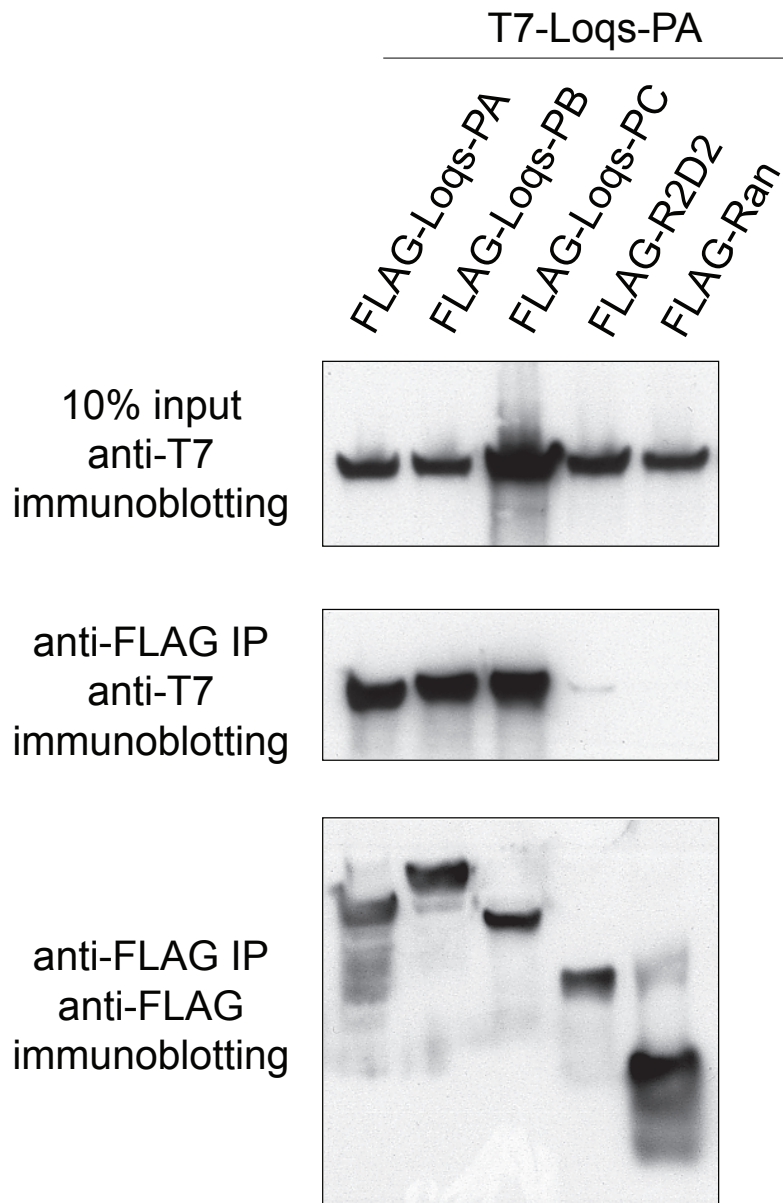 T7-Loqs-PA
FLAG-Loqs-PA
FLAG-Loqs-PB
FLAG-Loqs-PC
FLAG-R2D2
FLAG-Ran
10% input
anti-T7
immunoblotting
anti-FLAG IP
anti-T7
immunoblotting
anti-FLAG IP
anti-FLAG
immunoblotting